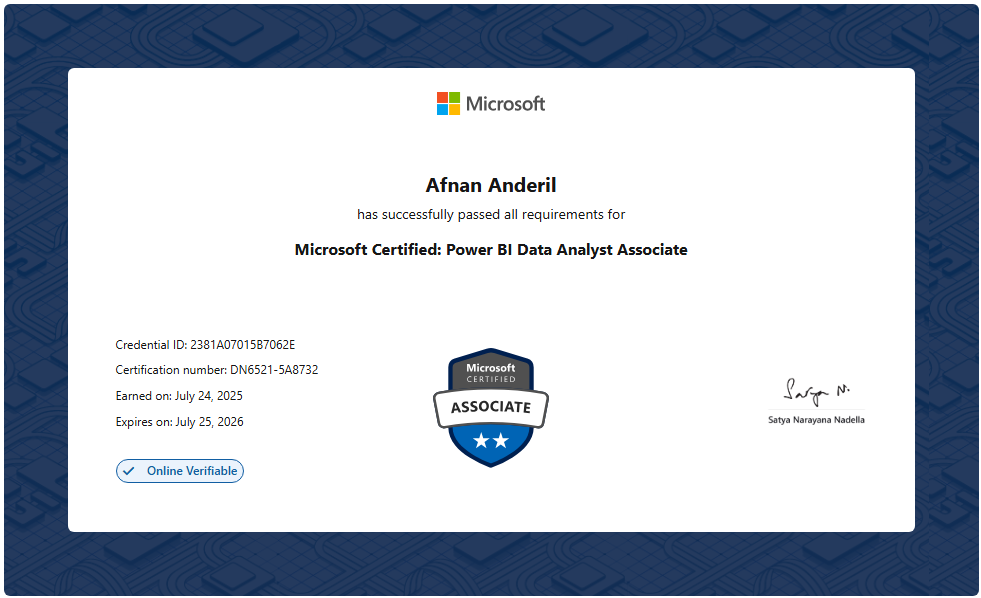 Microsoft
Afnan Anderil
has successfully passed all requirements for
Microsoft Certified: Power BI Data Analyst Associate
Credential ID: 2381A07015B7062E
Certification number: DN6521-5A8732
Earned on: July 24, 2025
Expires on: July 25, 2026
Online Verifiable
Microsoft
CERTIFIED
ASSOCIATE
Satya N.
Satya Narayana Nadella